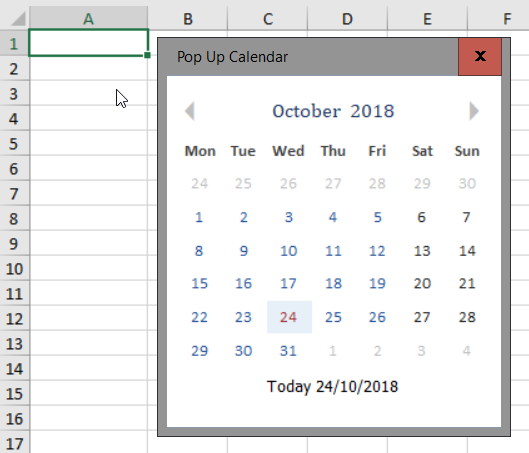 A B C D E F
1
2
3
4
5
6
7
8
9
10
11
12
13
14
15
16
17
Pop Up Calendar x
October 2018
Mon Tue Wed Thu Fri Sat Sun
24 25 26 27 28 29 30
1 2 3 4 5 6 7
8 9 10 11 12 13 14
15 16 17 18 19 20 21
22 23 24 25 26 27 28
29 30 31 1 2 3 4
Today 24/10/2018